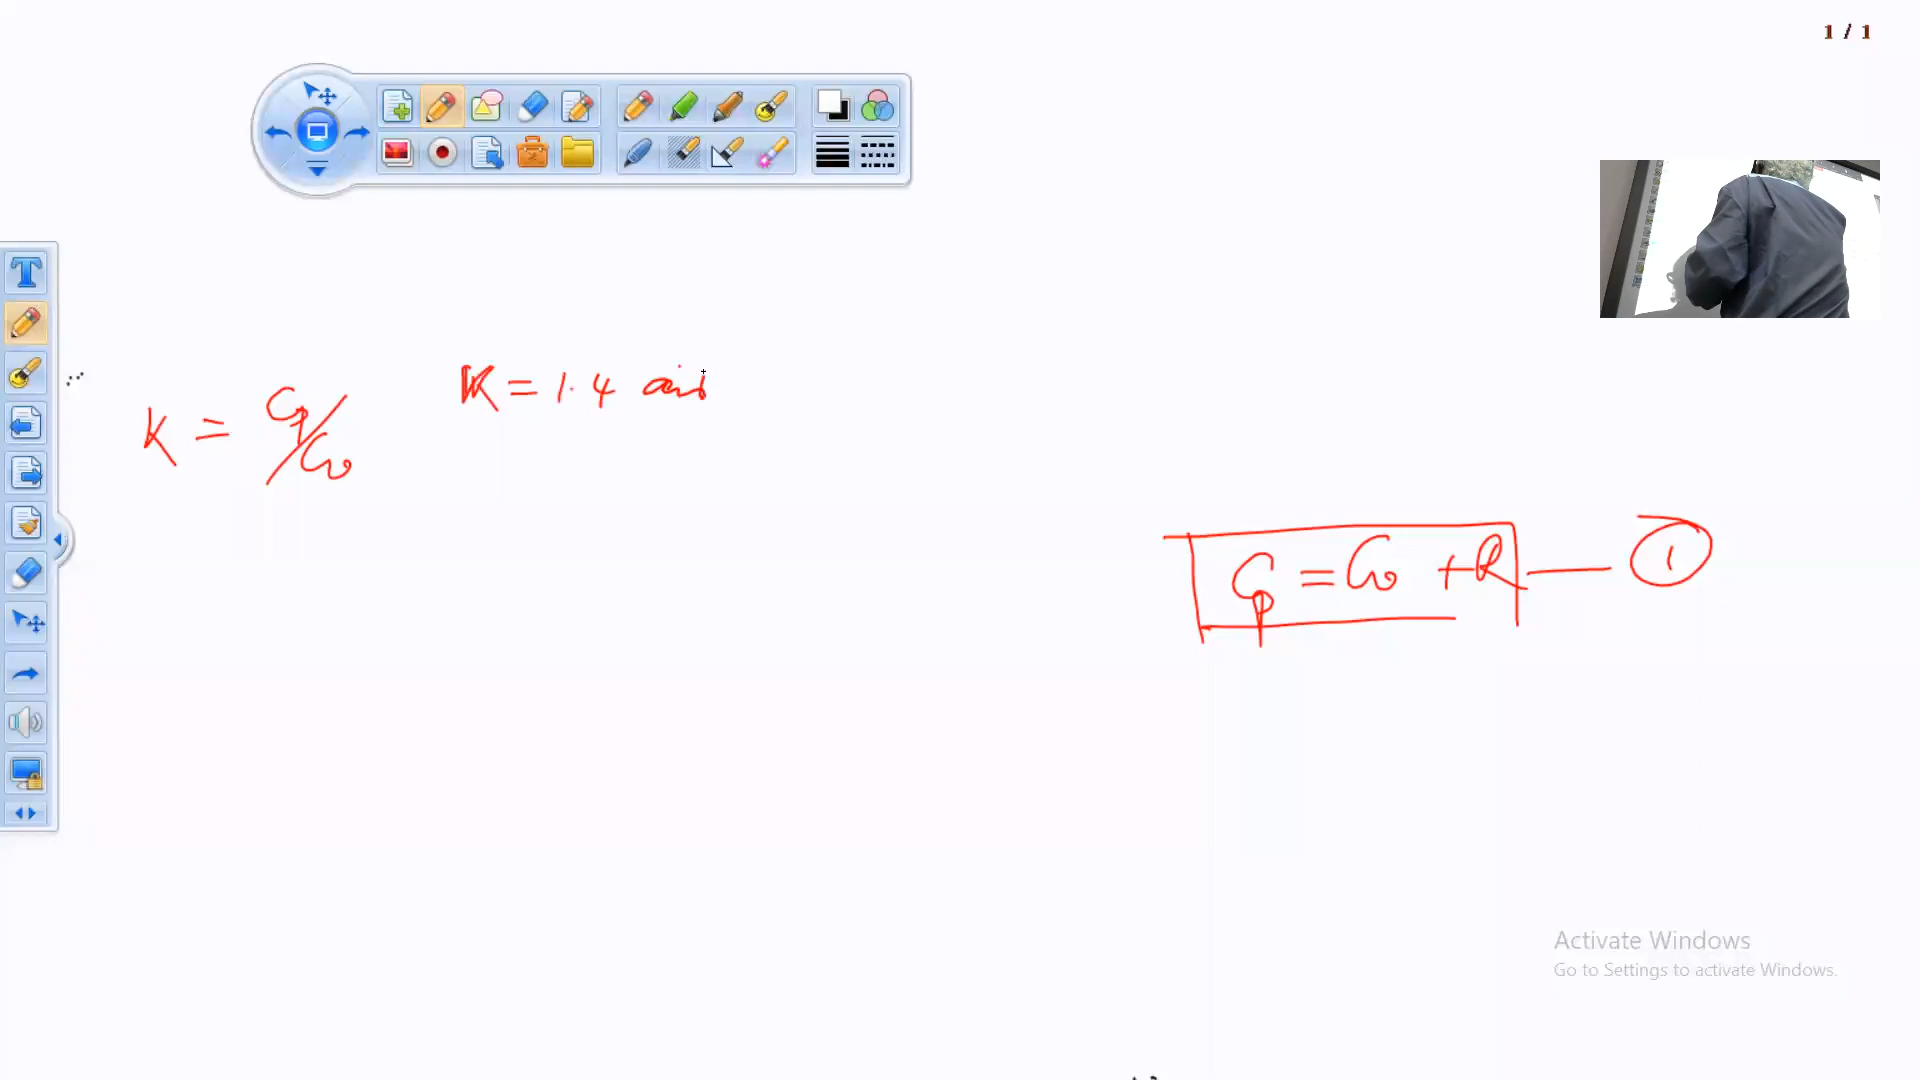 1 / 1
K = 1.4 air
K = Cp/Cv
Cp = Cv + R — 1
Activate Windows
Go to Settings to activate Windows.